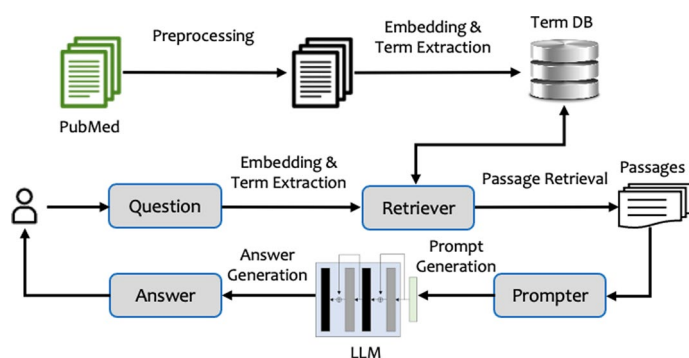 Preprocessing
Embedding &
Term Extraction
Term DB
PubMed
Embedding &
Term Extraction
Passage Retrieval
Passages
Question
Retriever
Answer
Generation
Prompt
Generation
Answer
Prompter
LLM